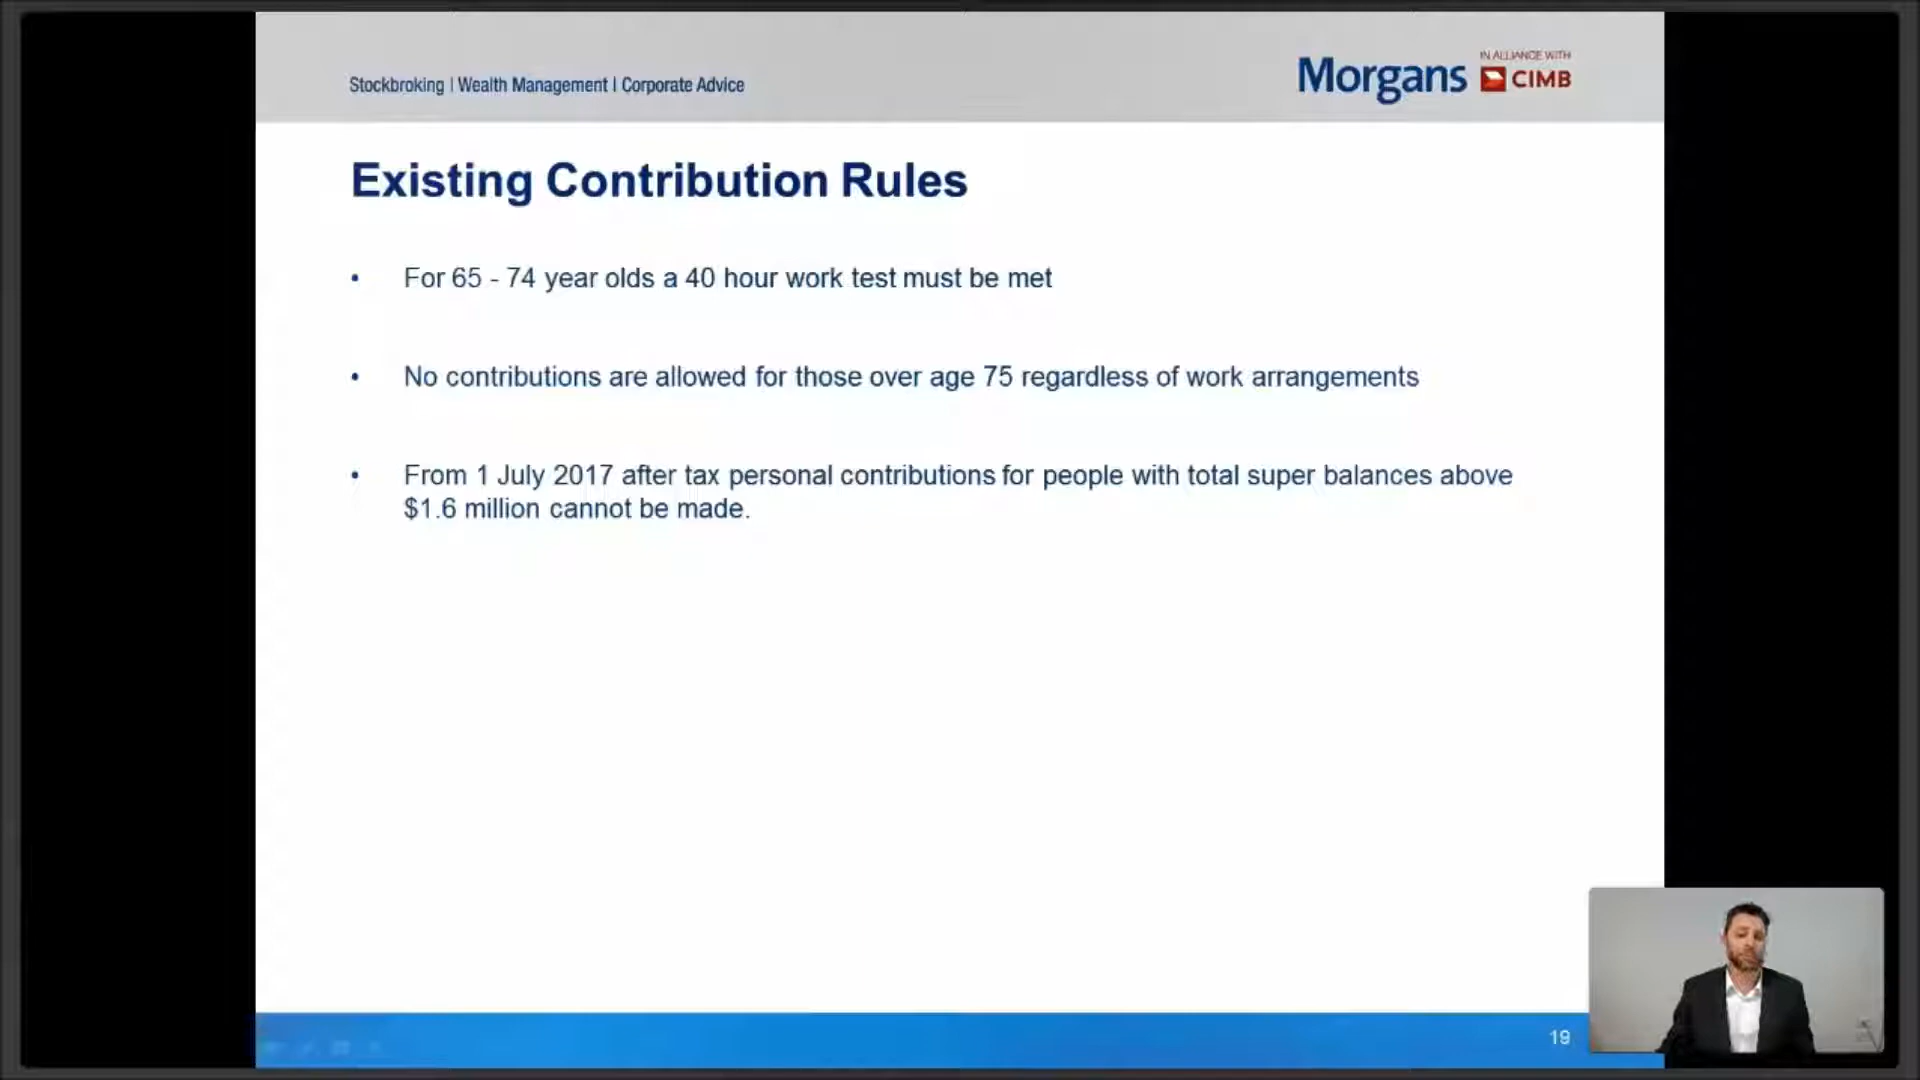 Stockbroking | Wealth Management | Corporate Advice
Morgans
IN ALLIANCE WITH
CIMB
Existing Contribution Rules
• For 65 - 74 year olds a 40 hour work test must be met
• No contributions are allowed for those over age 75 regardless of work arrangements
• From 1 July 2017 after tax personal contributions for people with total super balances above
$1.6 million cannot be made.
19